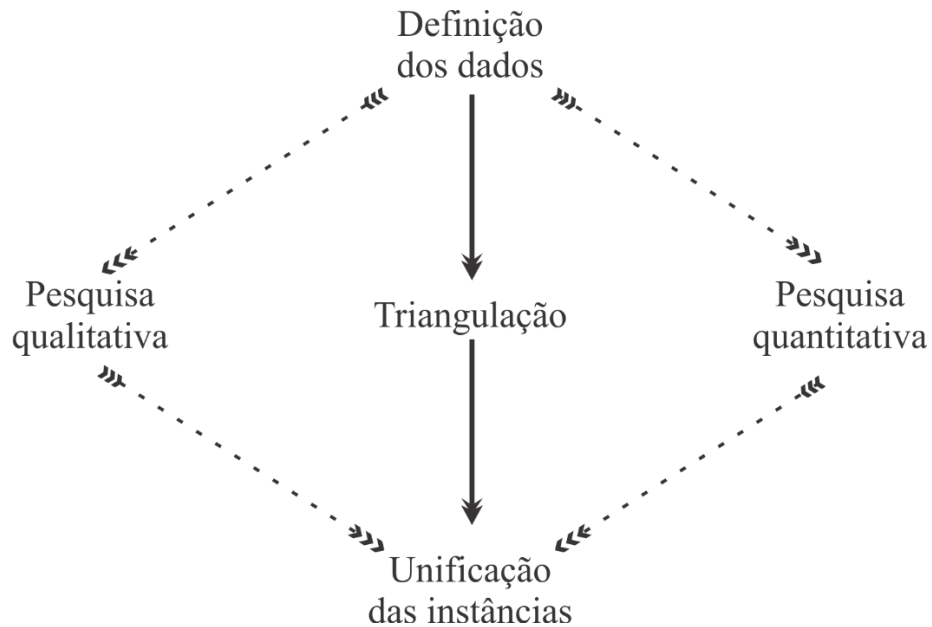 Definição
dos dados
Pesquisa
qualitativa
Triangulação
Pesquisa
quantitativa
Unificação
das instâncias